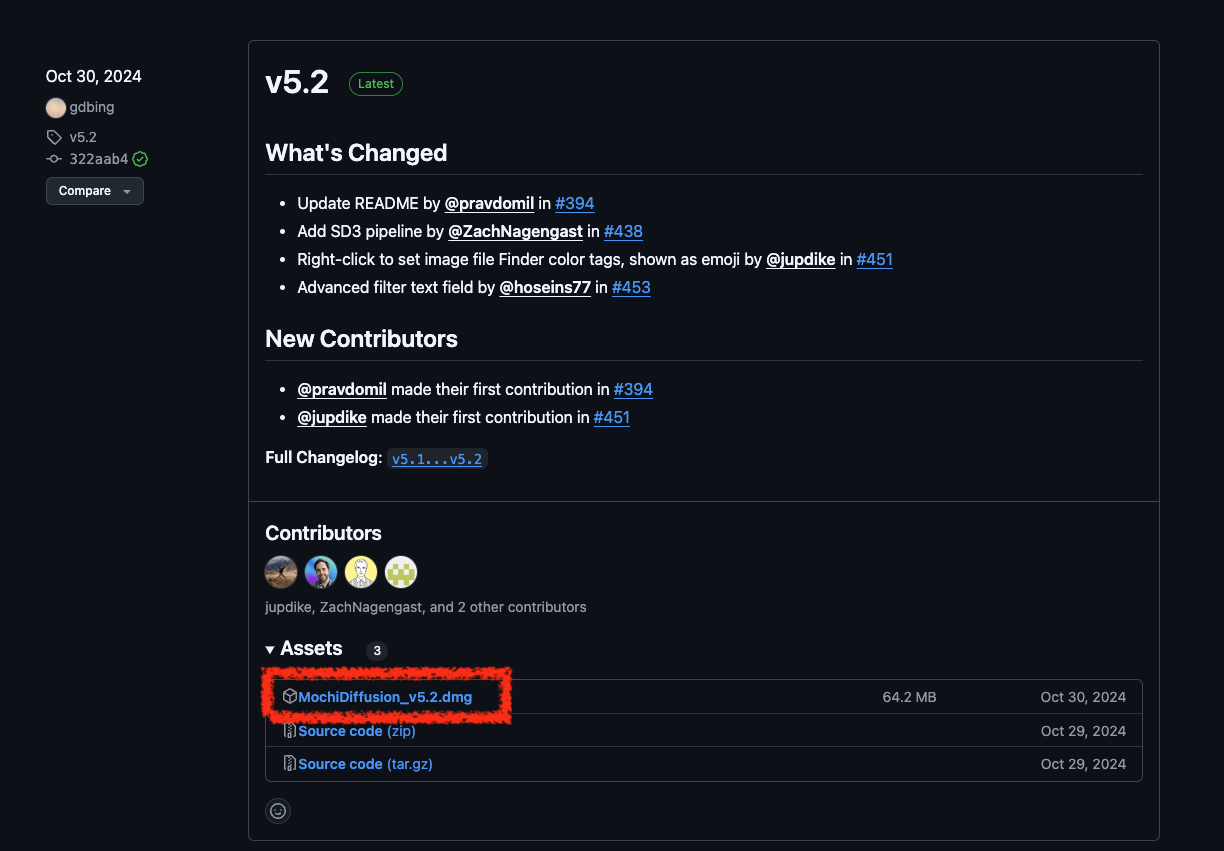 Oct 30, 2024
gdbing
v5.2
322aab4
Compare
v5.2 Latest
What's Changed
Update README by @pravdomil in #394
Add SD3 pipeline by @ZachNagengast in #438
Right-click to set image file Finder color tags, shown as emoji by @jupdike in #451
Advanced filter text field by @hoseins77 in #453
New Contributors
@pravdomil made their first contribution in #394
@jupdike made their first contribution in #451
Full Changelog: v5.1...v5.2
Contributors
jupdike, ZachNagengast, and 2 other contributors
Assets 3
MochiDiffusion_v5.2.dmg 64.2 MB Oct 30, 2024
Source code (zip) Oct 29, 2024
Source code (tar.gz) Oct 29, 2024